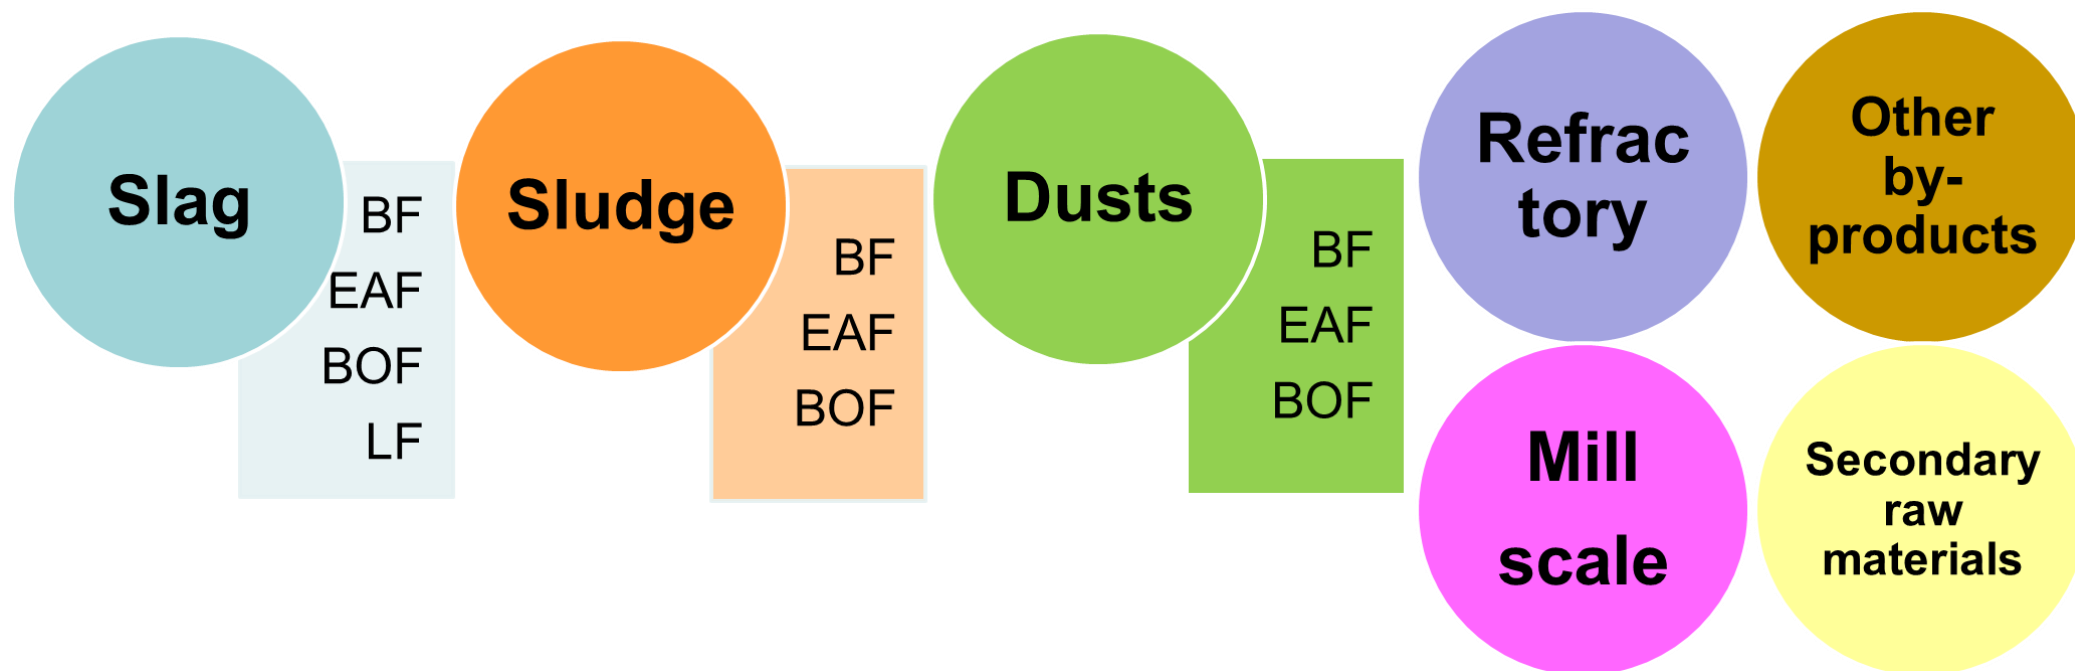 Slag
BF
EAF
BOF
LF
Sludge
BF
EAF
BOF
Dusts
BF
EAF
BOF
Refrac
tory
Other
by-
products
Mill
scale
Secondary
raw
materials